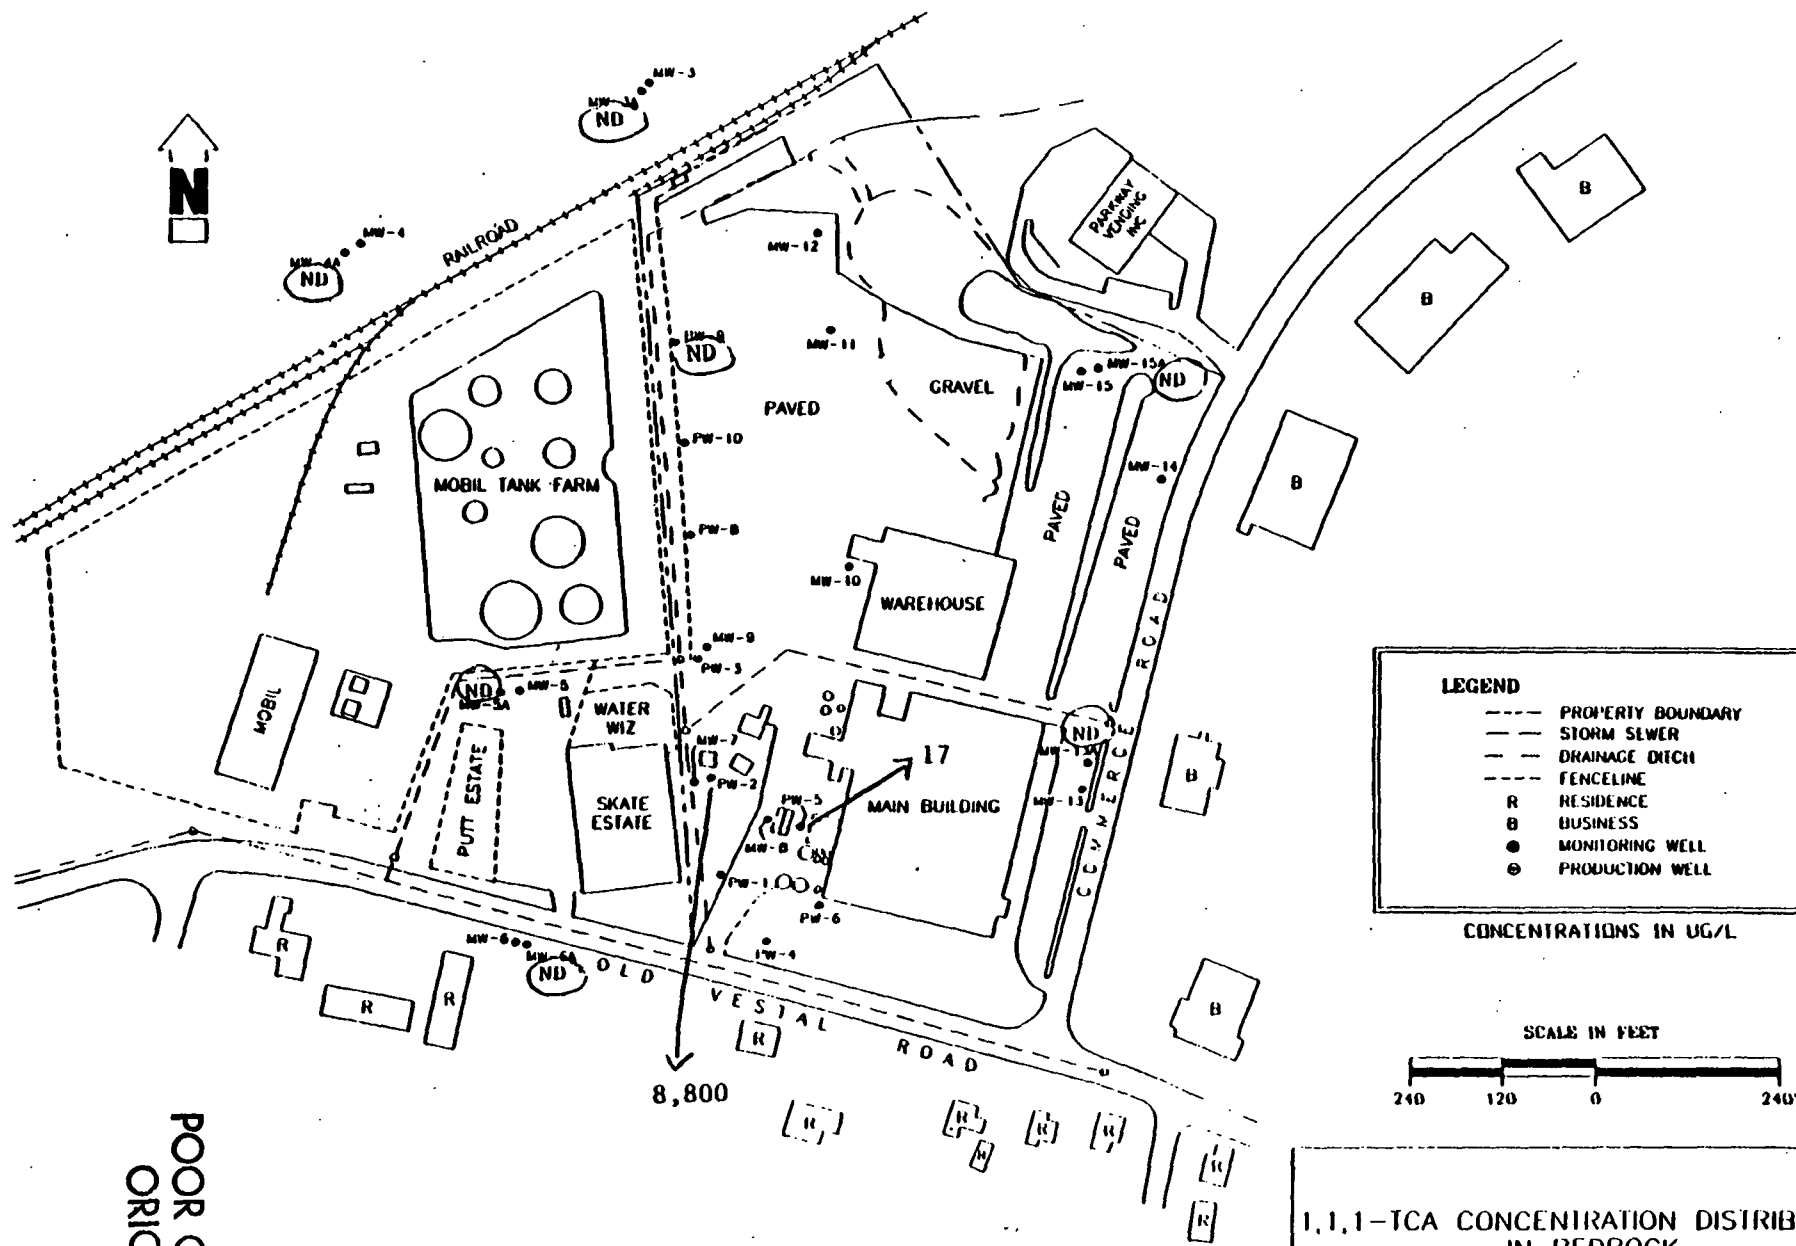 MW-3
MW-3A
ND
N
MW-4
MW-4A
ND
RAILROAD
PARKWAY
VENDING
INC
B
B
B
B
B
B
MW-12
ND
MW-11
GRAVEL
PAVED
MW-15A
MW-15
ND
PW-10
MW-14
MOBIL TANK FARM
PW-8
PAVED
PAVED
MW-10
WAREHOUSE
COMMERCE ROAD
MW-9
PW-3
ND
MW-5
MW-5A
MOBIL
WATER
WIZ
MW-7
PW-2
17
ND
MW-13A
MW-13
PUTT ESTATE
SKATE
ESTATE
PW-5
MAIN BUILDING
MW-8
PW-1
PW-6
PW-4
MW-6
MW-6A
ND
OLD VESTAL ROAD
R
R
R
R
8,800
R
R
R
R
R
R
R
LEGEND
PROPERTY BOUNDARY
STORM SEWER
DRAINAGE DITCH
FENCELINE
R RESIDENCE
B BUSINESS
MONITORING WELL
PRODUCTION WELL
CONCENTRATIONS IN UG/L
SCALE IN FEET
240 120 0 240'
POOR
ORIG
1,1,1-TCA CONCENTRATION DISTRIB
IN BEDROCK